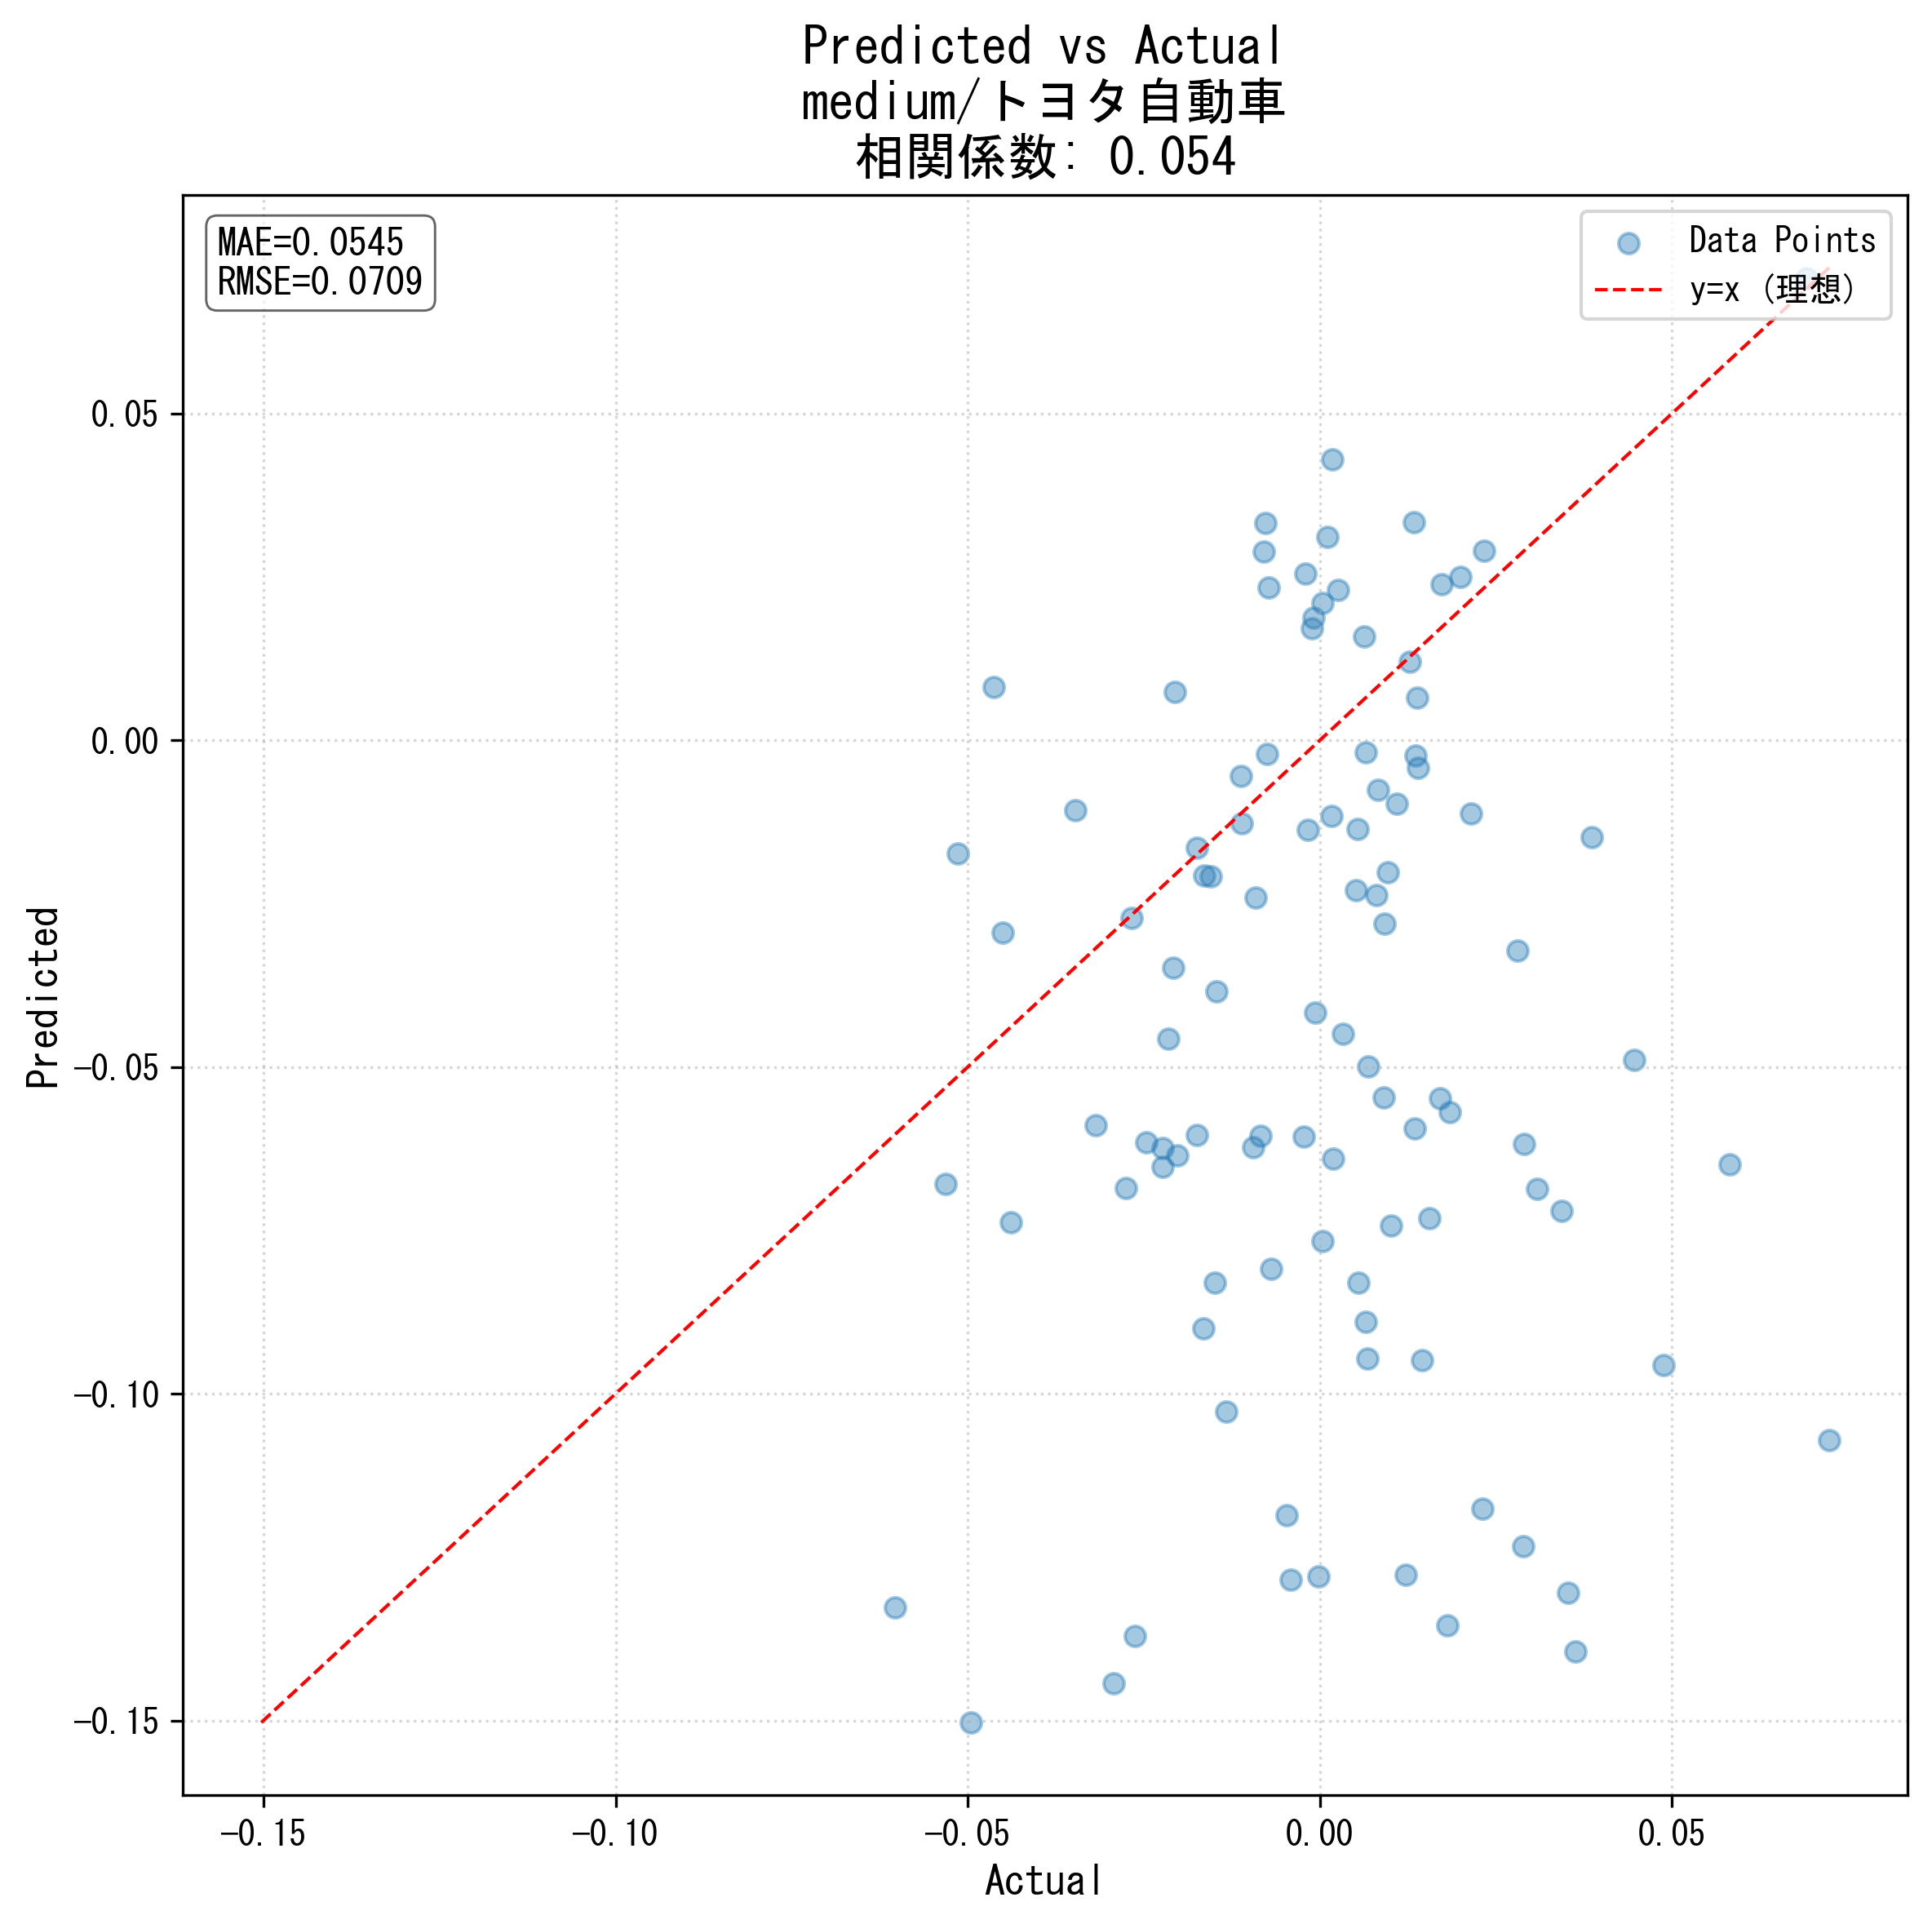 Predicted vs Actual
medium/トヨタ自動車
相関係数: 0.054
MAE=0.0545
RMSE=0.0709
Data Points
y=x (理想)
0.05
0.00
-0.05
-0.10
-0.15
Predicted
-0.15
-0.10
-0.05
0.00
0.05
Actual